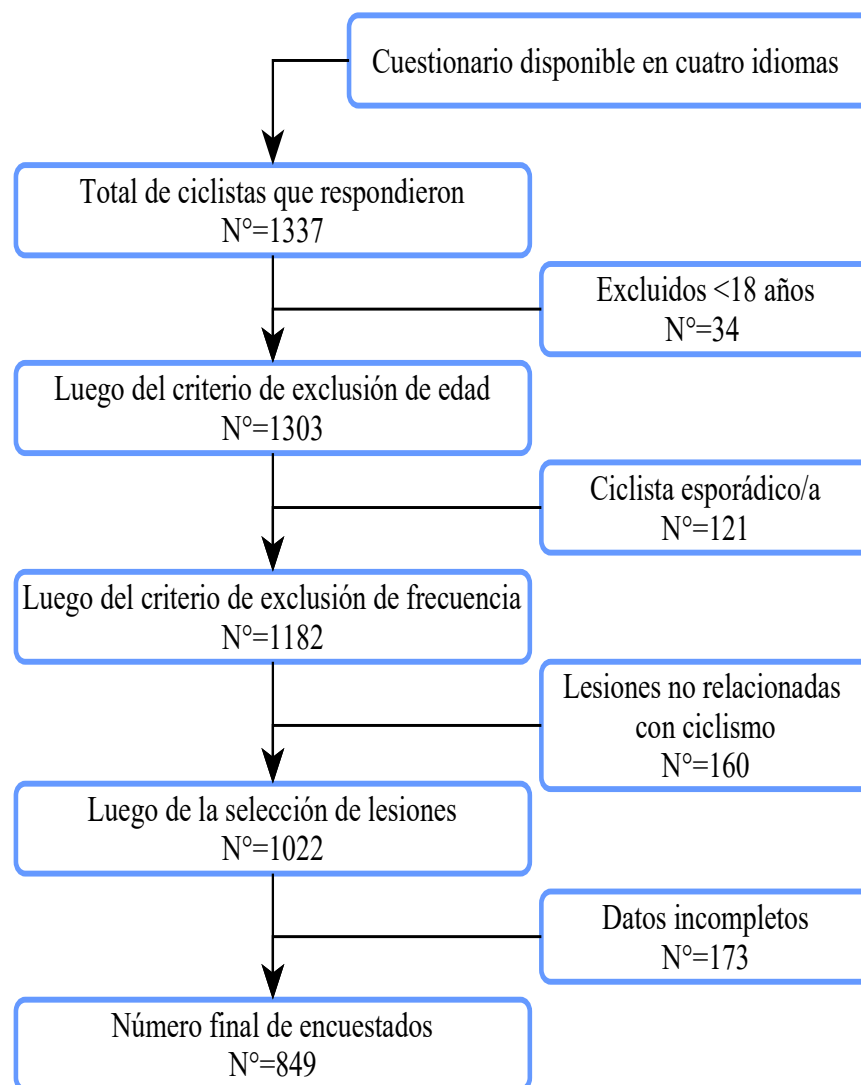 Cuestionario disponible en cuatro idiomas
Total de ciclistas que respondieron
N°=1337
Excluidos <18 años
N°=34
Luego del criterio de exclusión de edad
N°=1303
Ciclista esporádico/a
N°=121
Luego del criterio de exclusión de frecuencia
N°=1182
Lesiones no relacionadas
con ciclismo
N°=160
Luego de la selección de lesiones
N°=1022
Datos incompletos
N°=173
Número final de encuestados
N°=849